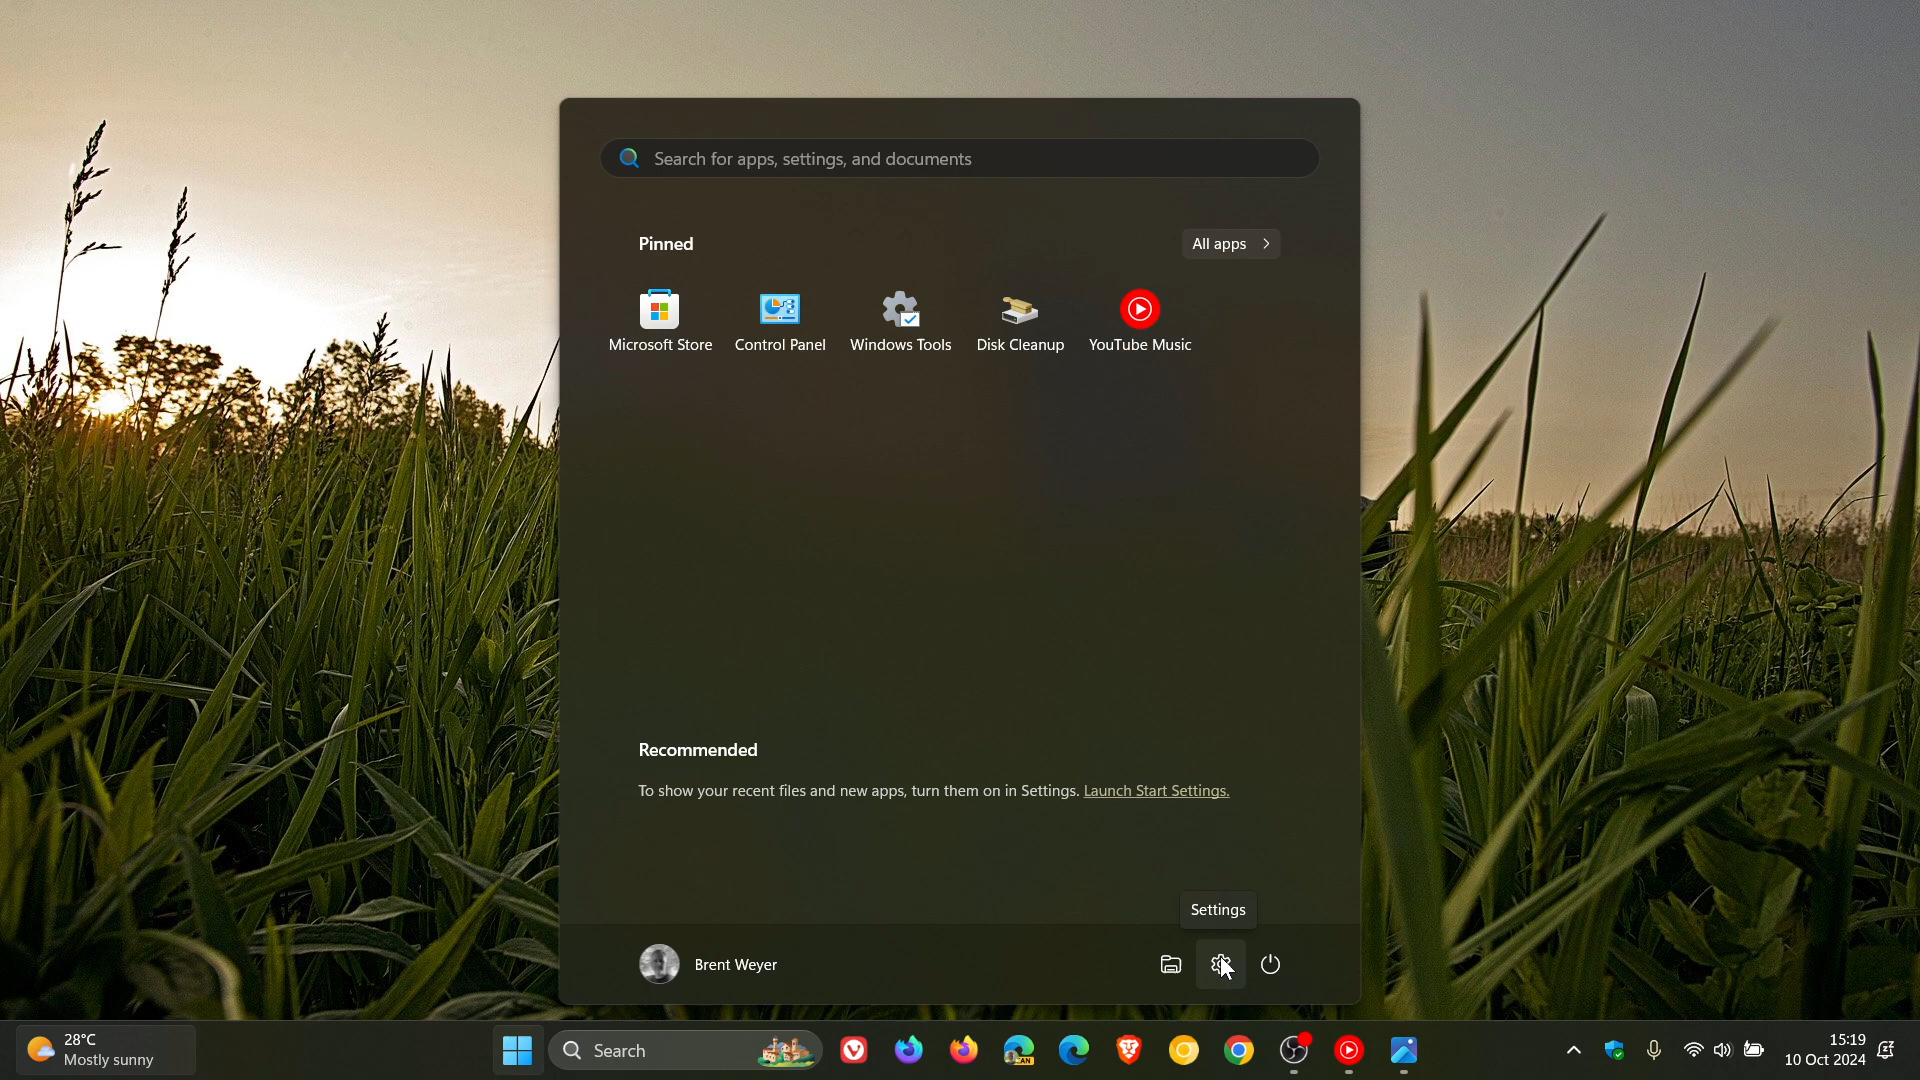 Search for apps, settings, and documents
Pinned
All apps
Microsoft Store
Control Panel
Windows Tools
Disk Cleanup
YouTube Music
Recommended
To show your recent files and new apps, turn them on in Settings. Launch Start Settings.
Settings
Brent Weyer
28°C
Mostly sunny
Search
CAN
15:19
10 Oct 2024